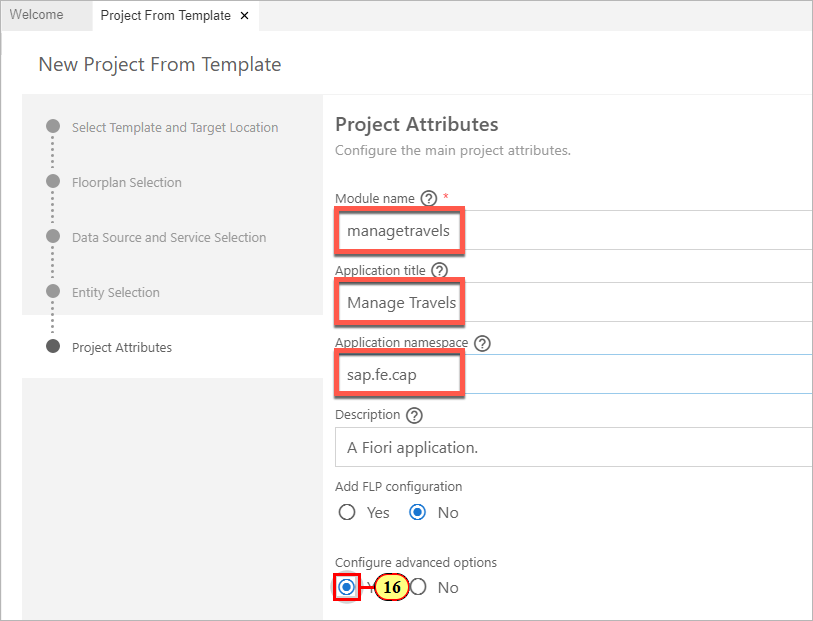 Welcome
Project From Template ×
New Project From Template
Select Template and Target Location
Floorplan Selection
Data Source and Service Selection
Entity Selection
Project Attributes
Project Attributes
Configure the main project attributes.
Module name ? *
managetravels
Application title ?
Manage Travels
Application namespace ?
sap.fe.cap
Description ?
A Fiori application.
Add FLP configuration
Yes No
Configure advanced options
16 No